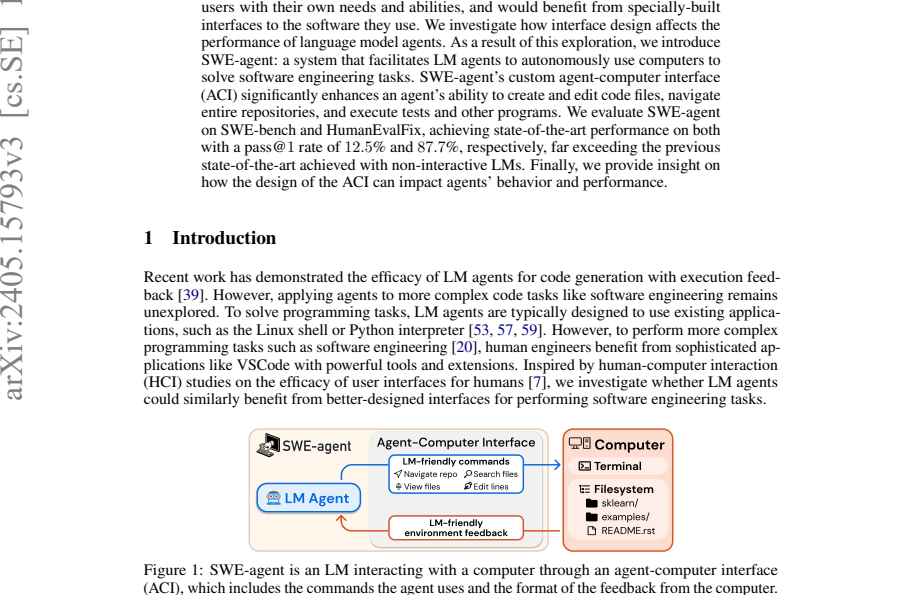 arXiv:2405.15793v3 [cs.SE] 1
users with their own needs and abilities, and would benefit from specially-built
interfaces to the software they use. We investigate how interface design affects the
performance of language model agents. As a result of this exploration, we introduce
SWE-agent: a system that facilitates LM agents to autonomously use computers to
solve software engineering tasks. SWE-agent's custom agent-computer interface
(ACI) significantly enhances an agent's ability to create and edit code files, navigate
entire repositories, and execute tests and other programs. We evaluate SWE-agent
on SWE-bench and HumanEvalFix, achieving state-of-the-art performance on both
with a pass@1 rate of 12.5% and 87.7%, respectively, far exceeding the previous
state-of-the-art achieved with non-interactive LMs. Finally, we provide insight on
how the design of the ACI can impact agents' behavior and performance.
1 Introduction
Recent work has demonstrated the efficacy of LM agents for code generation with execution feed-
back [39]. However, applying agents to more complex code tasks like software engineering remains
unexplored. To solve programming tasks, LM agents are typically designed to use existing applica-
tions, such as the Linux shell or Python interpreter [53, 57, 59]. However, to perform more complex
programming tasks such as software engineering [20], human engineers benefit from sophisticated ap-
plications like VSCode with powerful tools and extensions. Inspired by human-computer interaction
(HCI) studies on the efficacy of user interfaces for humans [7], we investigate whether LM agents
could similarly benefit from better-designed interfaces for performing software engineering tasks.
SWE-agent
LM Agent
Agent-Computer Interface
LM-friendly commands
Navigate repo Search files
View files Edit lines
LM-friendly
environment feedback
Computer
Terminal
Filesystem
sklearn/
examples/
README.rst
Figure 1: SWE-agent is an LM interacting with a computer through an agent-computer interface
(ACI), which includes the commands the agent uses and the format of the feedback from the computer.